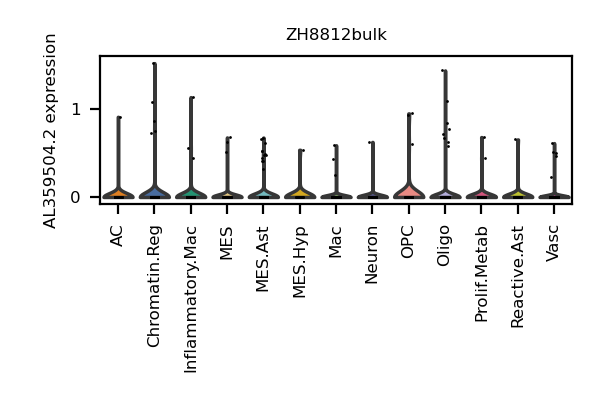 ZH8812bulk
AL359504.2 expression
1
0
AC
Chromatin.Reg
Inflammatory.Mac
MES
MES.Ast
MES.Hyp
Mac
Neuron
OPC
Oligo
Prolif.Metab
Reactive.Ast
Vasc